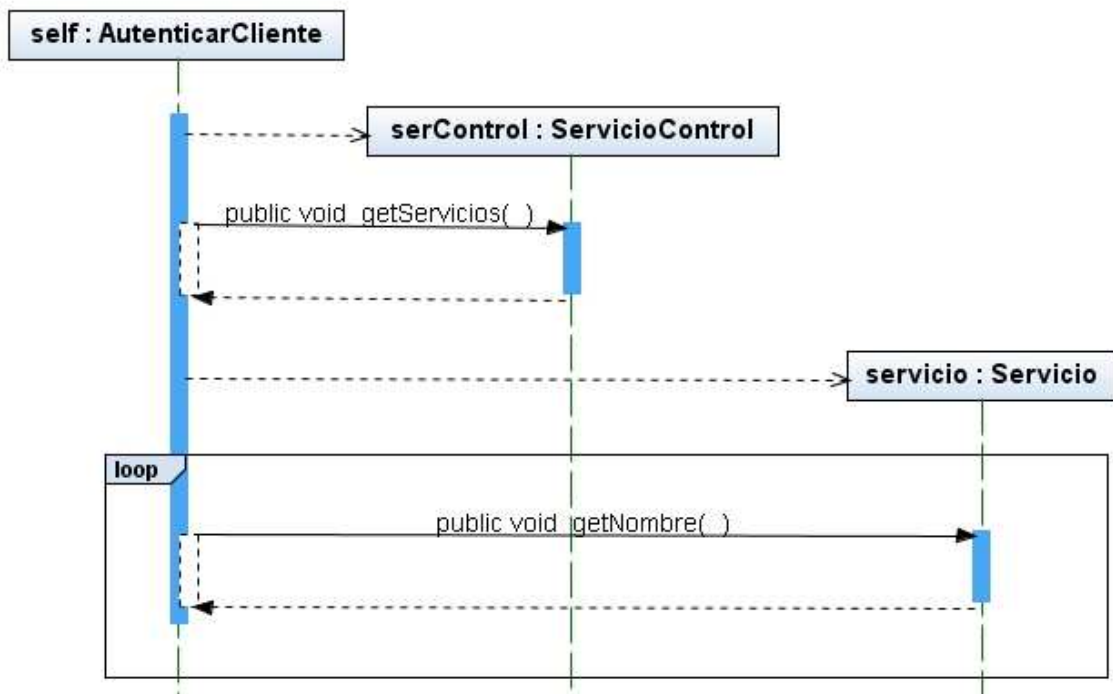 self : AutenticarCliente
serControl : ServicioControl
public void getServicios( )
servicio : Servicio
loop
public void getNombre( )